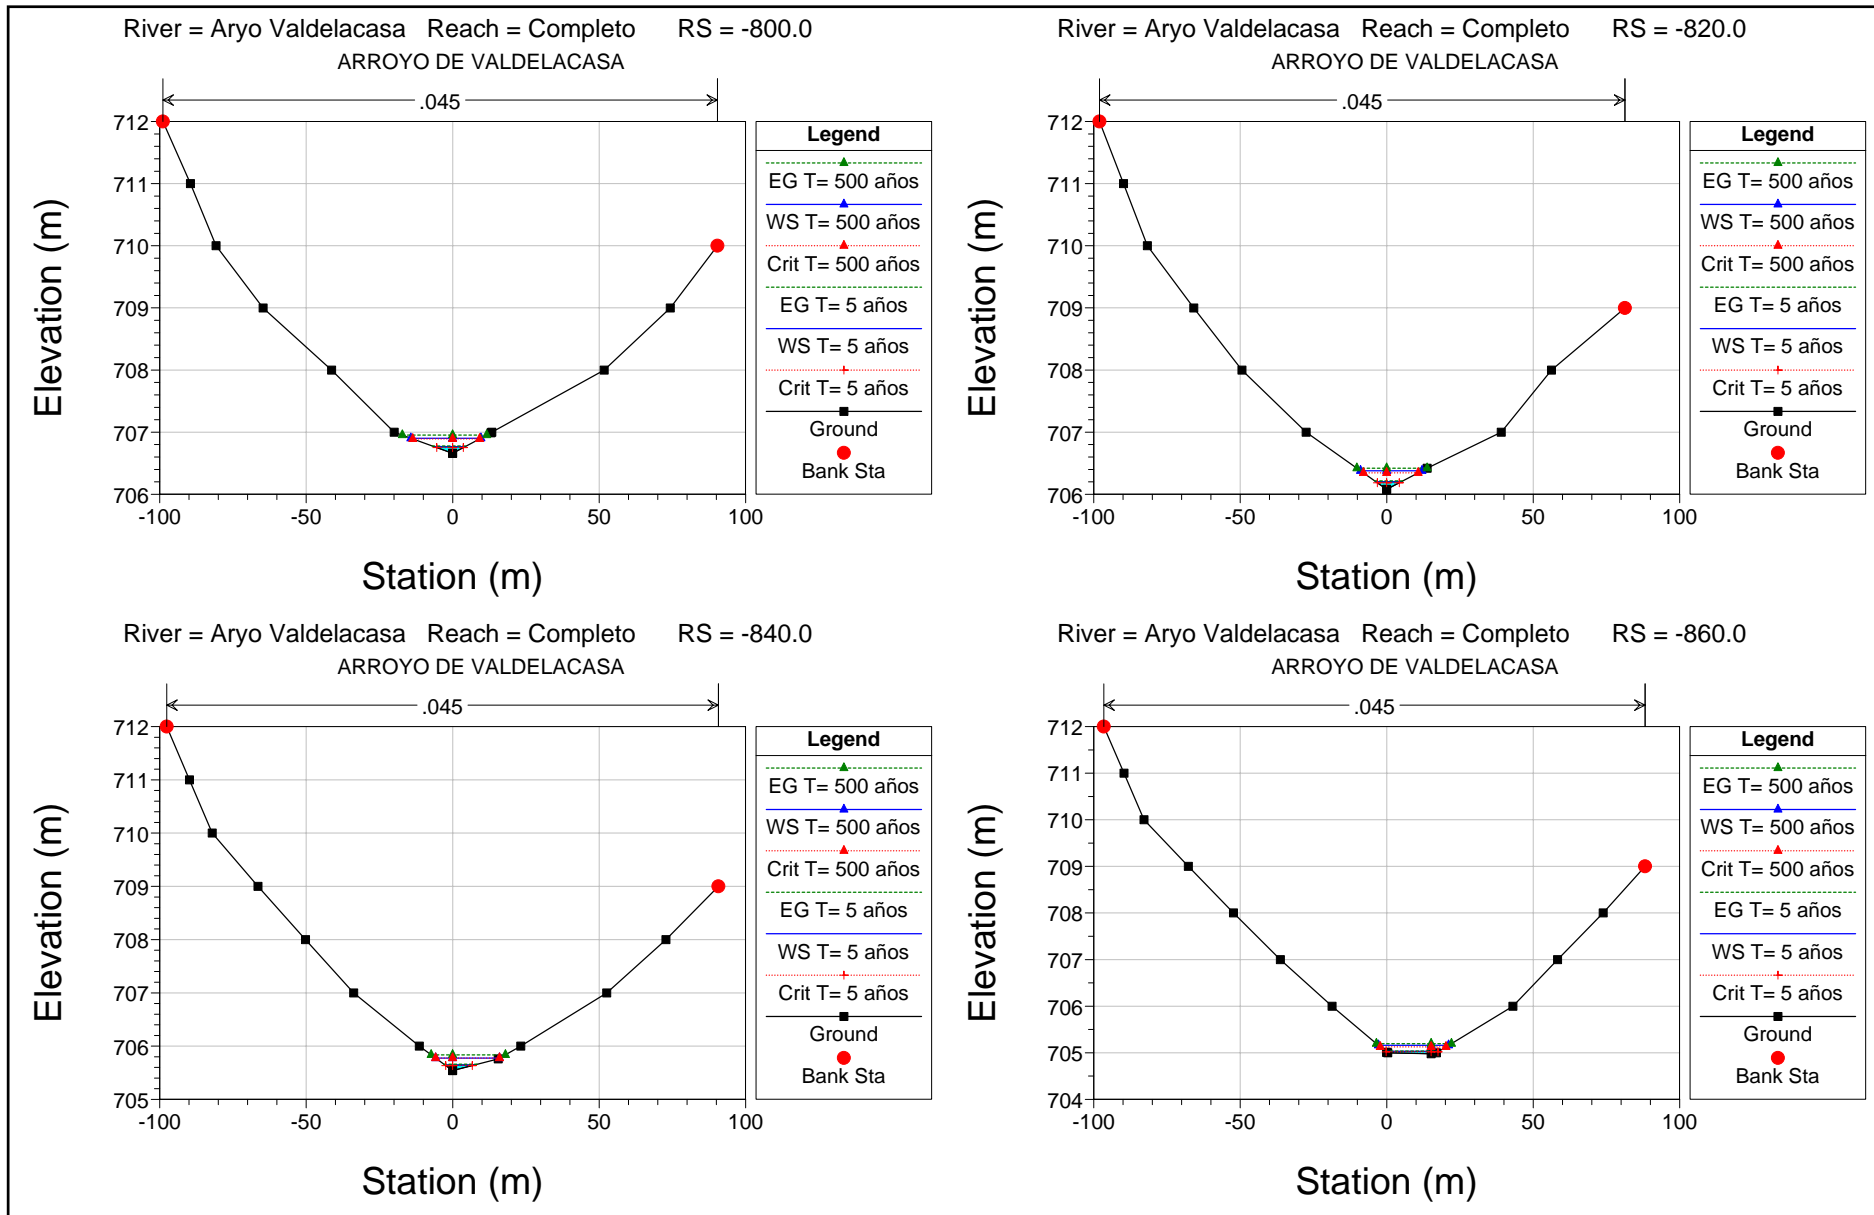 River = Aryo Valdelacasa   Reach = Completo   RS = -800.0
ARROYO DE VALDELACASA
.045
712
711
710
709
708
707
706
-100
-50
0
50
100
Elevation (m)
Station (m)
Legend
EG T= 500 años
WS T= 500 años
Crit T= 500 años
EG T= 5 años
WS T= 5 años
Crit T= 5 años
Ground
Bank Sta
River = Aryo Valdelacasa   Reach = Completo   RS = -820.0
ARROYO DE VALDELACASA
.045
712
711
710
709
708
707
706
-100
-50
0
50
100
Elevation (m)
Station (m)
Legend
EG T= 500 años
WS T= 500 años
Crit T= 500 años
EG T= 5 años
WS T= 5 años
Crit T= 5 años
Ground
Bank Sta
River = Aryo Valdelacasa   Reach = Completo   RS = -840.0
ARROYO DE VALDELACASA
.045
712
711
710
709
708
707
706
705
-100
-50
0
50
100
Elevation (m)
Station (m)
Legend
EG T= 500 años
WS T= 500 años
Crit T= 500 años
EG T= 5 años
WS T= 5 años
Crit T= 5 años
Ground
Bank Sta
River = Aryo Valdelacasa   Reach = Completo   RS = -860.0
ARROYO DE VALDELACASA
.045
712
711
710
709
708
707
706
705
704
-100
-50
0
50
100
Elevation (m)
Station (m)
Legend
EG T= 500 años
WS T= 500 años
Crit T= 500 años
EG T= 5 años
WS T= 5 años
Crit T= 5 años
Ground
Bank Sta